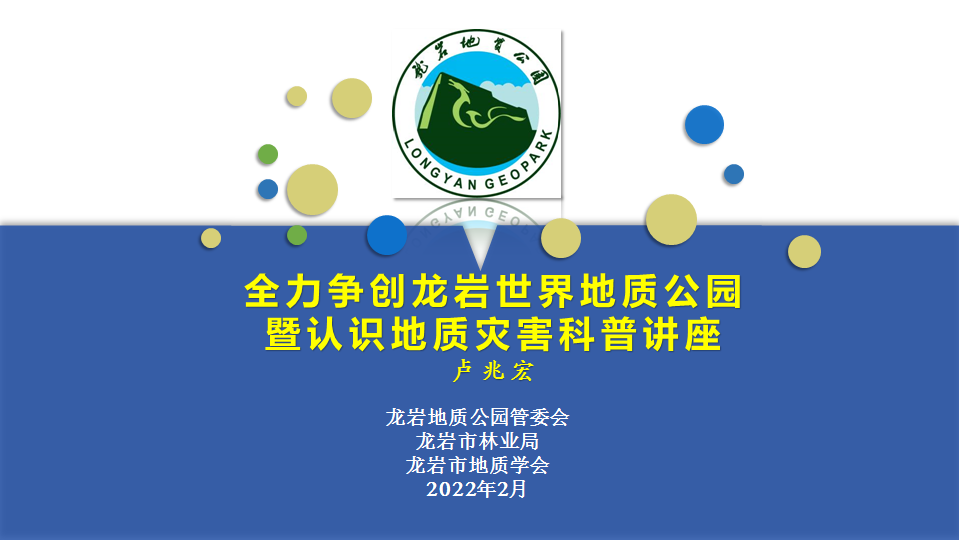 龙岩地质公园
LONGYAN GEOPARK
全力争创龙岩世界地质公园
暨认识地质灾害科普讲座
卢兆宏
龙岩地质公园管委会
龙岩市林业局
龙岩市地质学会
2022年2月